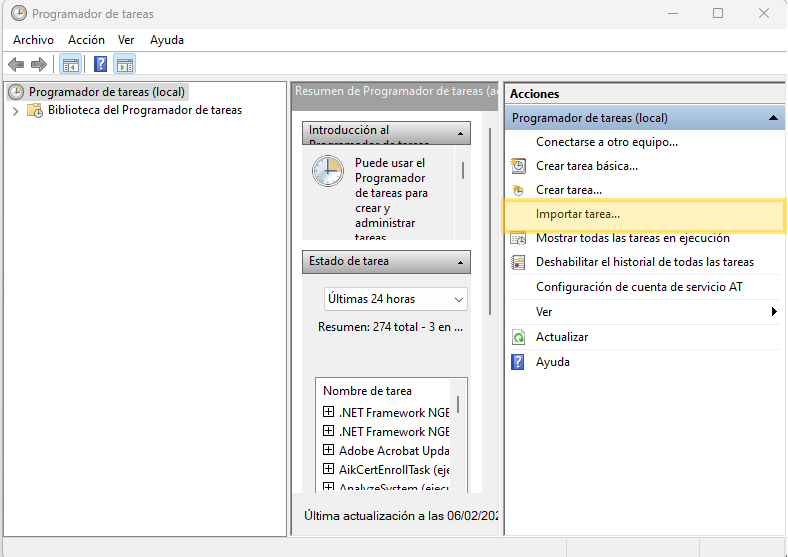 Programador de tareas
Archivo Acción Ver Ayuda
Programador de tareas (local)
Biblioteca del Programador de tareas
Resumen de Programador de tareas (
Introducción al
Programador de tareas
Puede usar el
Programador
de tareas para
crear y
administrar
tareas
Estado de tarea
Últimas 24 horas
Resumen: 274 total - 3 en ...
Nombre de tarea
.NET Framework NGE
.NET Framework NGE
Adobe Acrobat Upda
AikCertEnrollTask (eje
AnalyzeSystem (ejecu
Última actualización a las 06/02/202
Acciones
Programador de tareas (local)
Conectarse a otro equipo...
Crear tarea básica...
Crear tarea...
Importar tarea...
Mostrar todas las tareas en ejecución
Deshabilitar el historial de todas las tareas
Configuración de cuenta de servicio AT
Ver
Actualizar
Ayuda